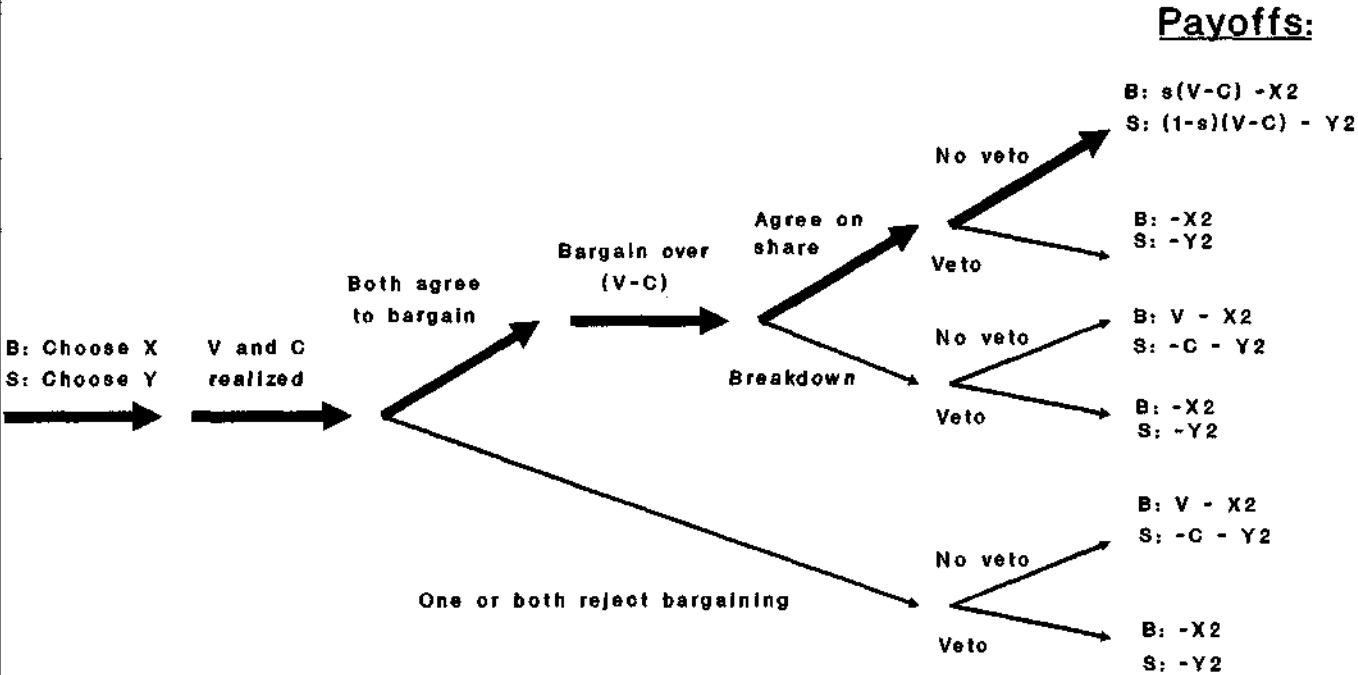 Payoffs:
B: s(V-C) -X2
S: (1-s)(V-C) - Y2
No veto
Agree on
share
B: -X2
S: -Y2
Veto
Bargain over
(V-C)
Both agree
to bargain
B: V - X2
S: -C - Y2
No veto
B: Choose X
S: Choose Y
V and C
realized
Breakdown
Veto
B: -X2
S: -Y2
B: V - X2
S: -C - Y2
No veto
One or both reject bargaining
Veto
B: -X2
S: -Y2